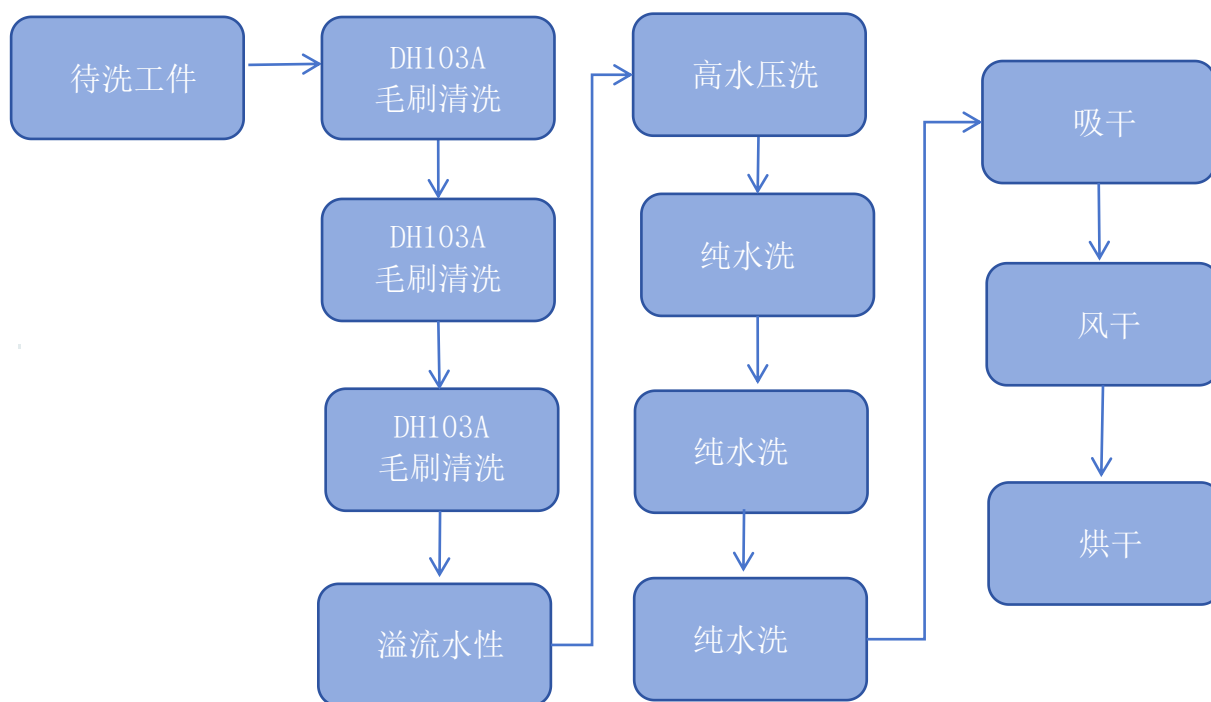 待洗工件
DH103A
毛刷清洗
DH103A
毛刷清洗
DH103A
毛刷清洗
溢流水性
高水压洗
纯水洗
纯水洗
纯水洗
吸干
风干
烘干